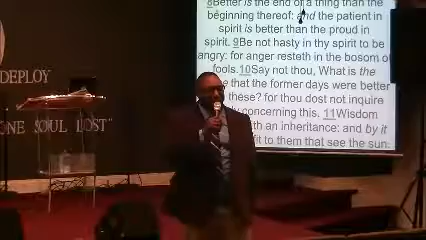 DEPLOY
ONE SOUL LOST"
8Better is the end of a thing than the
beginning thereof: and the patient in
spirit is better than the proud in
spirit. 9Be not hasty in thy spirit to be
angry: for anger resteth in the bosom of
fools.10Say not thou, What is the
that the former days were better
these? for thou dost not inquire
concerning this. 11Wisdom
an inheritance: and by it
to them that see the sun.